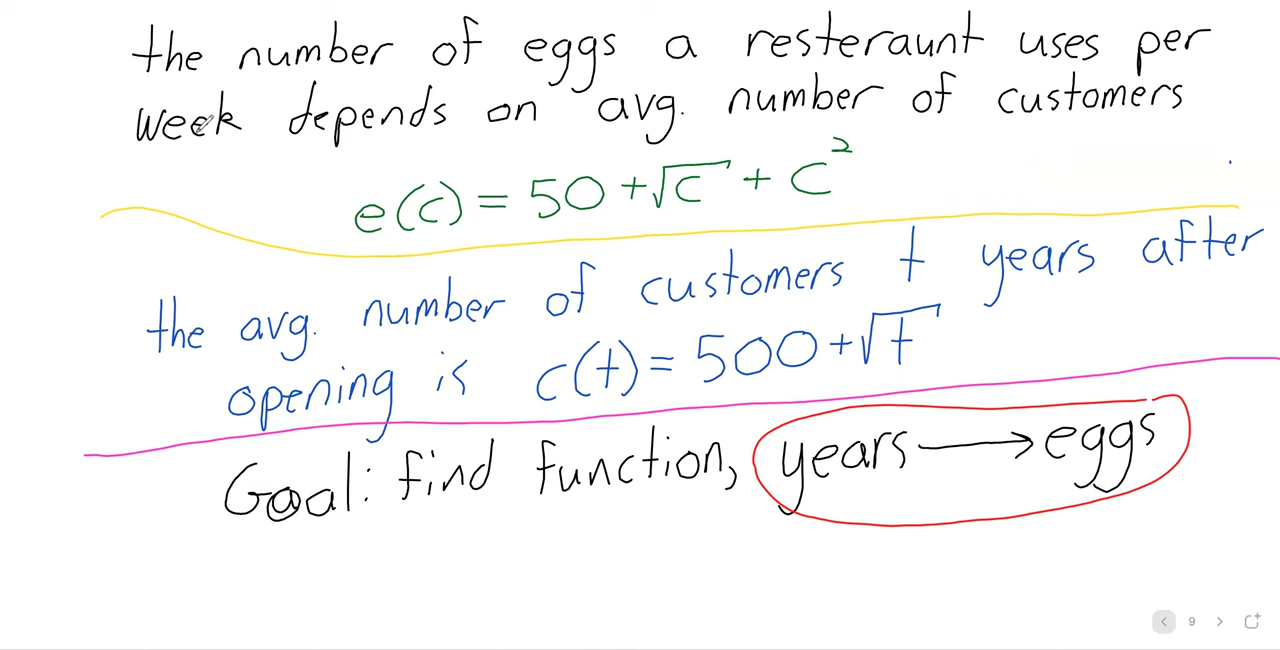 the number of eggs a resteraunt uses per
week depends on avg. number of customers
e(c) = 50 + √c + c²
the avg. number of customers t years after
opening is c(t) = 500 + √t
Goal: find function, years → eggs
9